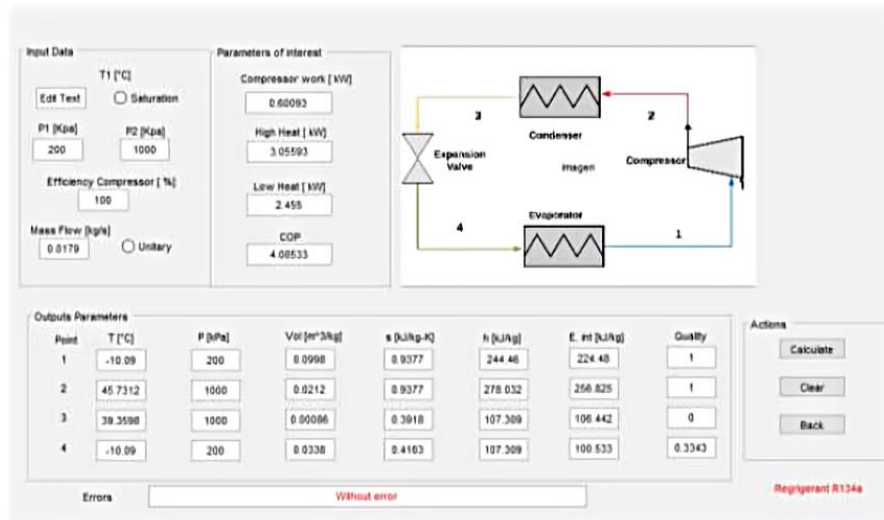 Input Data
T1 [°C]
Edit Text
Saturation
P1 [Kpa]
P2 [Kpa]
200
1000
Efficiency Compressor [ %]
100
Mass Flow [kg/s]
0.0179
Unitary
Parameters of interest
Compressor work [ kW]
0.60093
High Heat [ kW]
3.05593
Low Heat [ kW]
2.455
COP
4.08533
3
2
Condenser
Expansion
Valve
imagen
Compressor
Evaporator
4
1
Outputs Parameters
Point T [°C] P [kPa] Vol [m^3/kg] s [kJ/kg-K] h [kJ/kg] E. int [kJ/kg] Quality
1 -10.09 200 0.0998 0.9377 244.46 224.48 1
2 45.7312 1000 0.0212 0.9377 278.032 256.825 1
3 39.3598 1000 0.00086 0.3918 107.309 106.442 0
4 -10.09 200 0.0338 0.4163 107.309 100.533 0.3343
Actions
Calculate
Clear
Back
Errors
Without error
Regrigerant R134a